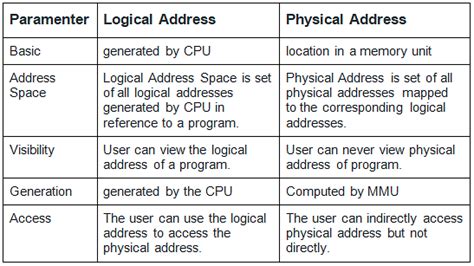 Paramenter Logical Address Physical Address
Basic generated by CPU location in a memory unit
Address Logical Address Space is set Physical Address is set of all
Space of all logical addresses physical addresses mapped
generated by CPU in to the corresponding logical
reference to a program. addresses.
Visibility User can view the logical User can never view physical
address of a program. address of program.
Generation generated by the CPU Computed by MMU
Access The user can use the logical The user can indirectly access
address to access the physical address but not
physical address. directly.